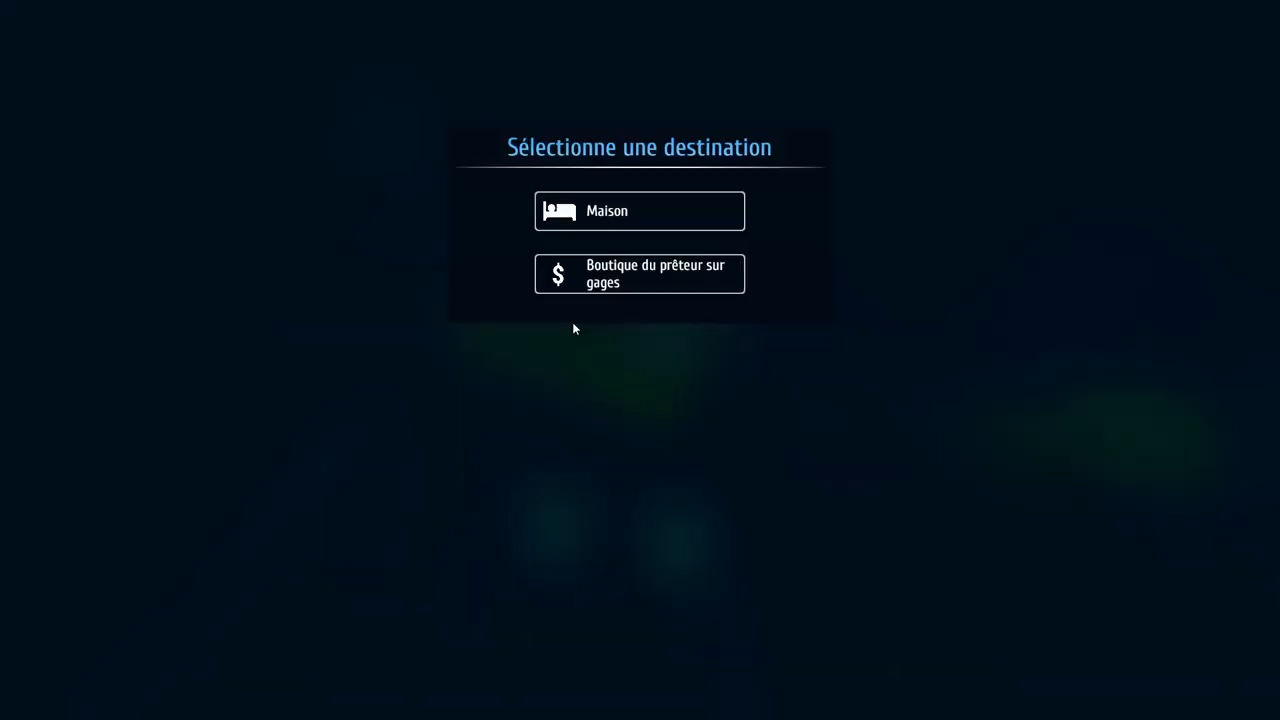 Sélectionne une destination
Maison
Boutique du prêteur sur
gages